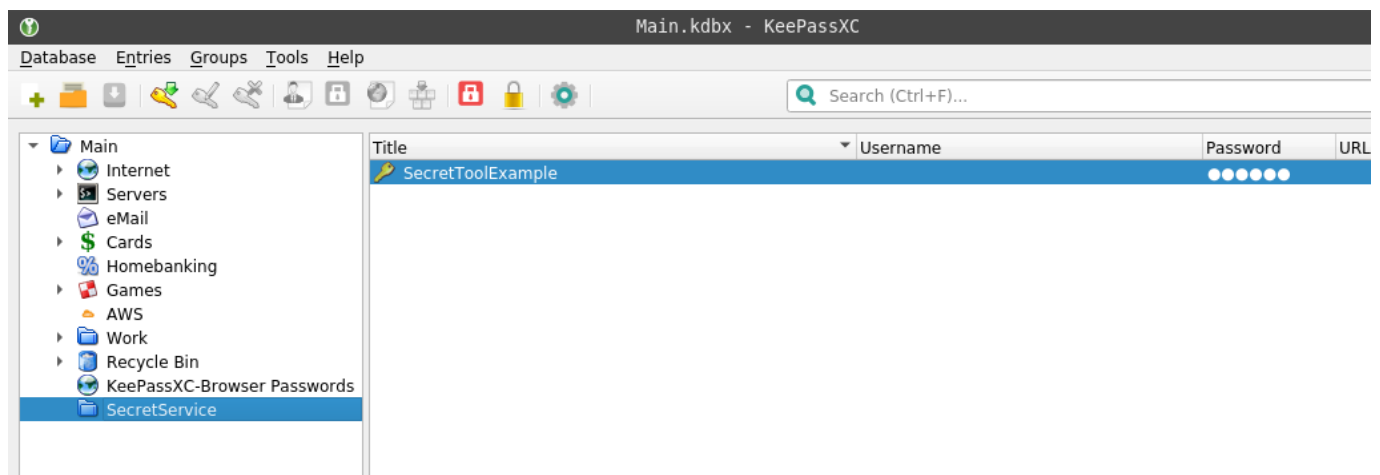 Main.kdbx - KeePassXC
Database Entries Groups Tools Help
Search (Ctrl+F)...
Title Username Password URL
SecretToolExample ●●●●●●
Main
Internet
Servers
eMail
Cards
Homebanking
Games
AWS
Work
Recycle Bin
KeePassXC-Browser Passwords
SecretService